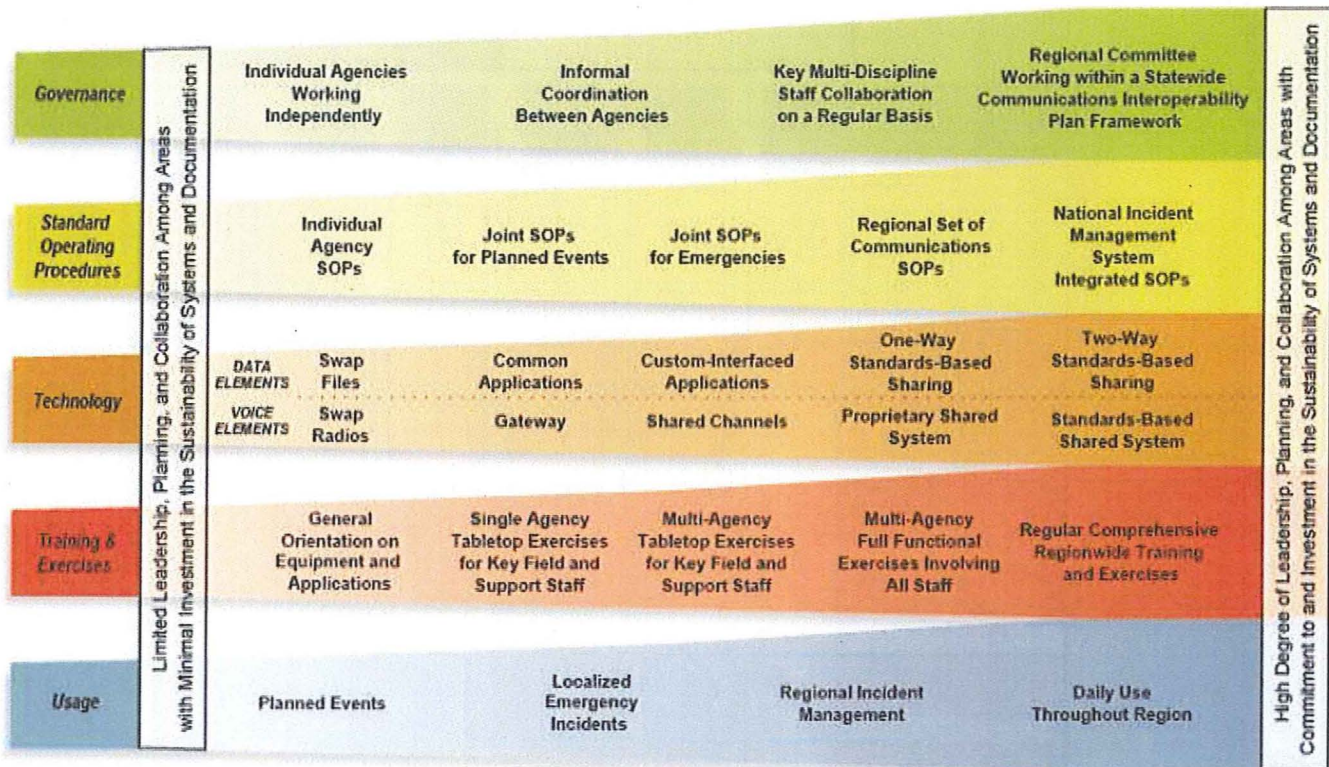 Limited Leadership, Planning, and Collaboration Among Areas
with Minimal Investment in the Sustainability of Systems and Documentation
Governance
Individual Agencies
Working
Independently
Informal
Coordination
Between Agencies
Key Multi-Discipline
Staff Collaboration
on a Regular Basis
Regional Committee
Working within a Statewide
Communications Interoperability
Plan Framework
Standard
Operating
Procedures
Individual
Agency
SOPs
Joint SOPs
for Planned Events
Joint SOPs
for Emergencies
Regional Set of
Communications
SOPs
National Incident
Management
System
Integrated SOPs
Technology
DATA
ELEMENTS
Swap
Files
Common
Applications
Custom-Interfaced
Applications
One-Way
Standards-Based
Sharing
Two-Way
Standards-Based
Sharing
VOICE
ELEMENTS
Swap
Radios
Gateway
Shared Channels
Proprietary Shared
System
Standards-Based
Shared System
Training &
Exercises
General
Orientation on
Equipment and
Applications
Single Agency
Tabletop Exercises
for Key Field and
Support Staff
Multi-Agency
Tabletop Exercises
for Key Field and
Support Staff
Multi-Agency
Full Functional
Exercises Involving
All Staff
Regular Comprehensive
Regionwide Training
and Exercises
Usage
Planned Events
Localized
Emergency
Incidents
Regional Incident
Management
Daily Use
Throughout Region
High Degree of Leadership, Planning, and Collaboration Among Areas with
Commitment to and Investment in the Sustainability of Systems and Documentation